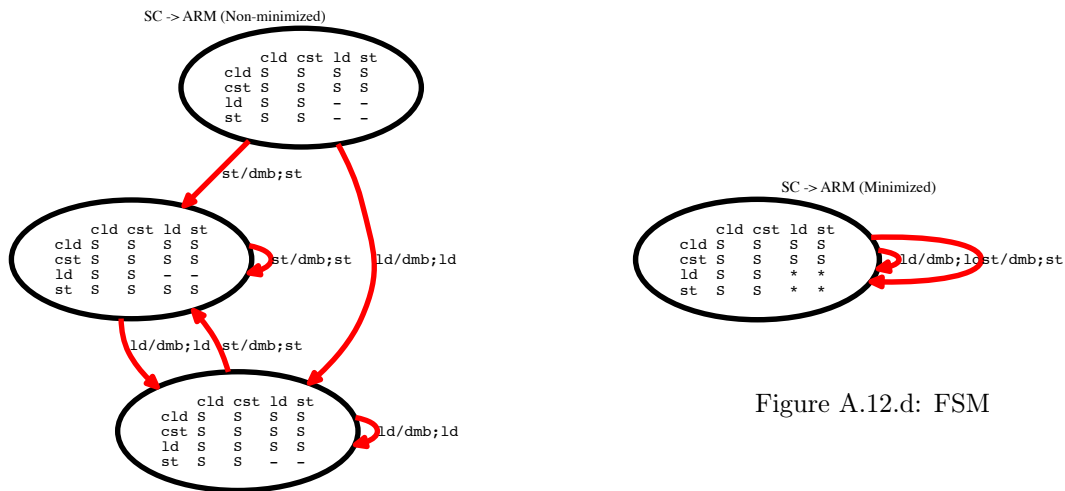 SC -> ARM (Non-minimized)
cld cst ld st
cld S S S S
cst S S S S
ld S S - -
st S S - -
st/dmb;st
cld cst ld st
cld S S S S
cst S S S S
ld S S - -
st S S S S
st/dmb;st
ld/dmb;ld
ld/dmb;ld
st/dmb;st
cld cst ld st
cld S S S S
cst S S S S
ld S S S S
st S S - -
ld/dmb;ld
SC -> ARM (Minimized)
cld cst ld st
cld S S S S
cst S S S S
ld S S * *
st S S * *
ld/dmb;ld
st/dmb;st
Figure A.12.d: FSM